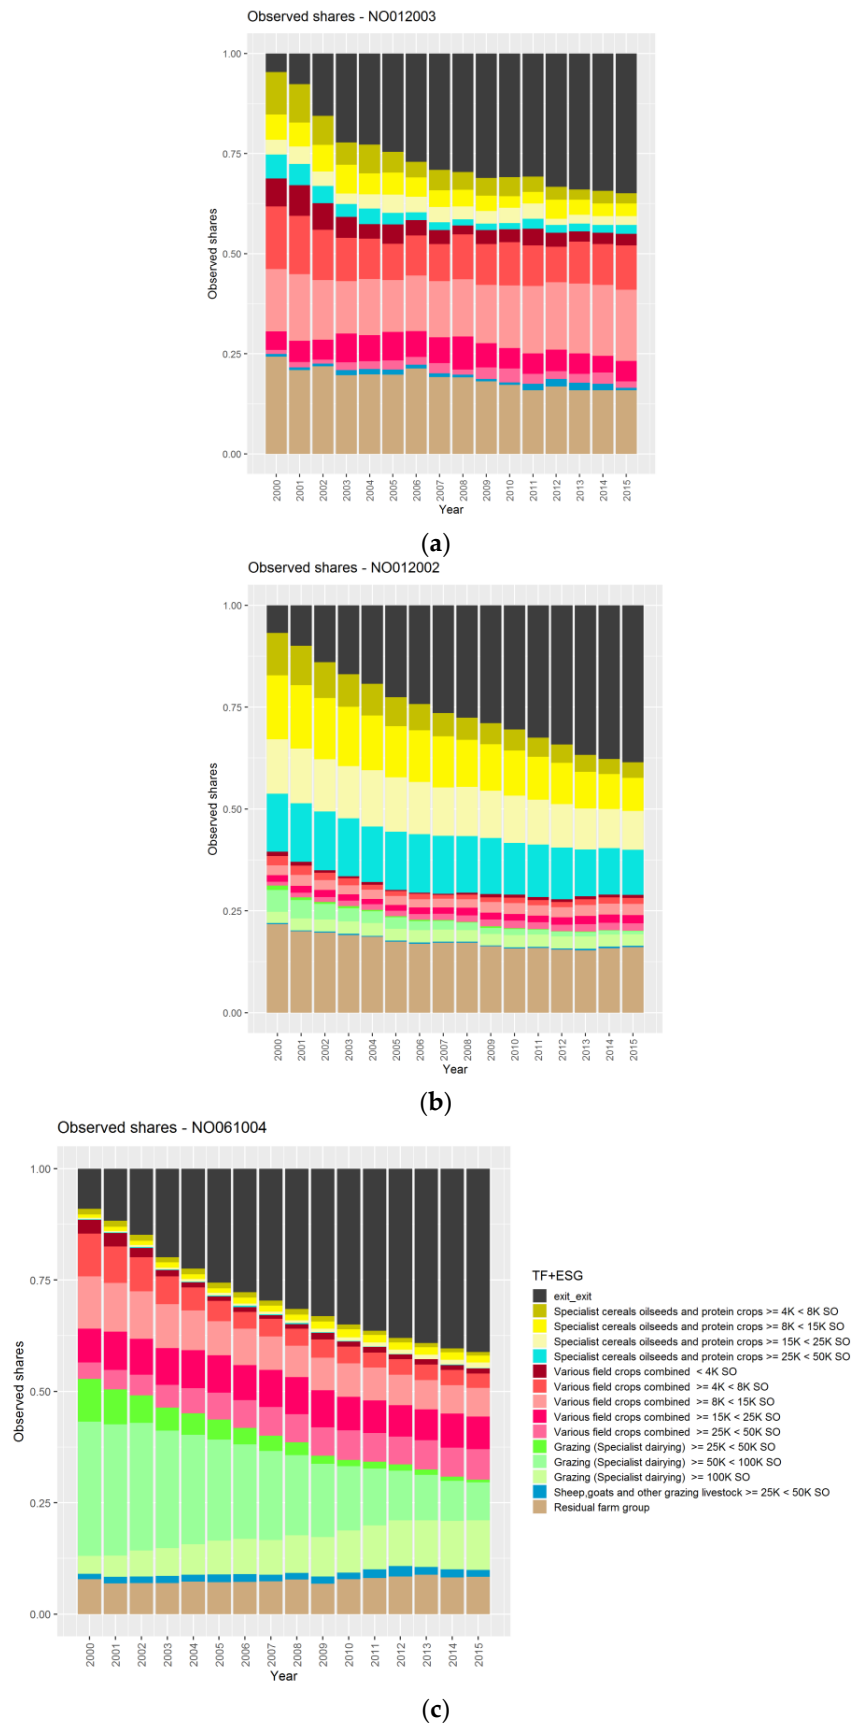 Observed shares - NO012003
1.00
0.75
0.50
0.25
0.00
Observed shares
2000 2001 2002 2003 2004 2005 2006 2007 2008 2009 2010 2011 2012 2013 2014 2015
Year
(a)
Observed shares - NO012002
1.00
0.75
0.50
0.25
0.00
Observed shares
2000 2001 2002 2003 2004 2005 2006 2007 2008 2009 2010 2011 2012 2013 2014 2015
Year
(b)
Observed shares - NO061004
1.00
0.75
0.50
0.25
0.00
Observed shares
2000 2001 2002 2003 2004 2005 2006 2007 2008 2009 2010 2011 2012 2013 2014 2015
Year
TF+ESG
exit_exit
Specialist cereals oilseeds and protein crops >= 4K < 8K SO
Specialist cereals oilseeds and protein crops >= 8K < 15K SO
Specialist cereals oilseeds and protein crops >= 15K < 25K SO
Specialist cereals oilseeds and protein crops >= 25K < 50K SO
Various field crops combined < 4K SO
Various field crops combined >= 4K < 8K SO
Various field crops combined >= 8K < 15K SO
Various field crops combined >= 15K < 25K SO
Various field crops combined >= 25K < 50K SO
Grazing (Specialist dairying) >= 25K < 50K SO
Grazing (Specialist dairying) >= 50K < 100K SO
Grazing (Specialist dairying) >= 100K SO
Sheep,goats and other grazing livestock >= 25K < 50K SO
Residual farm group
(c)